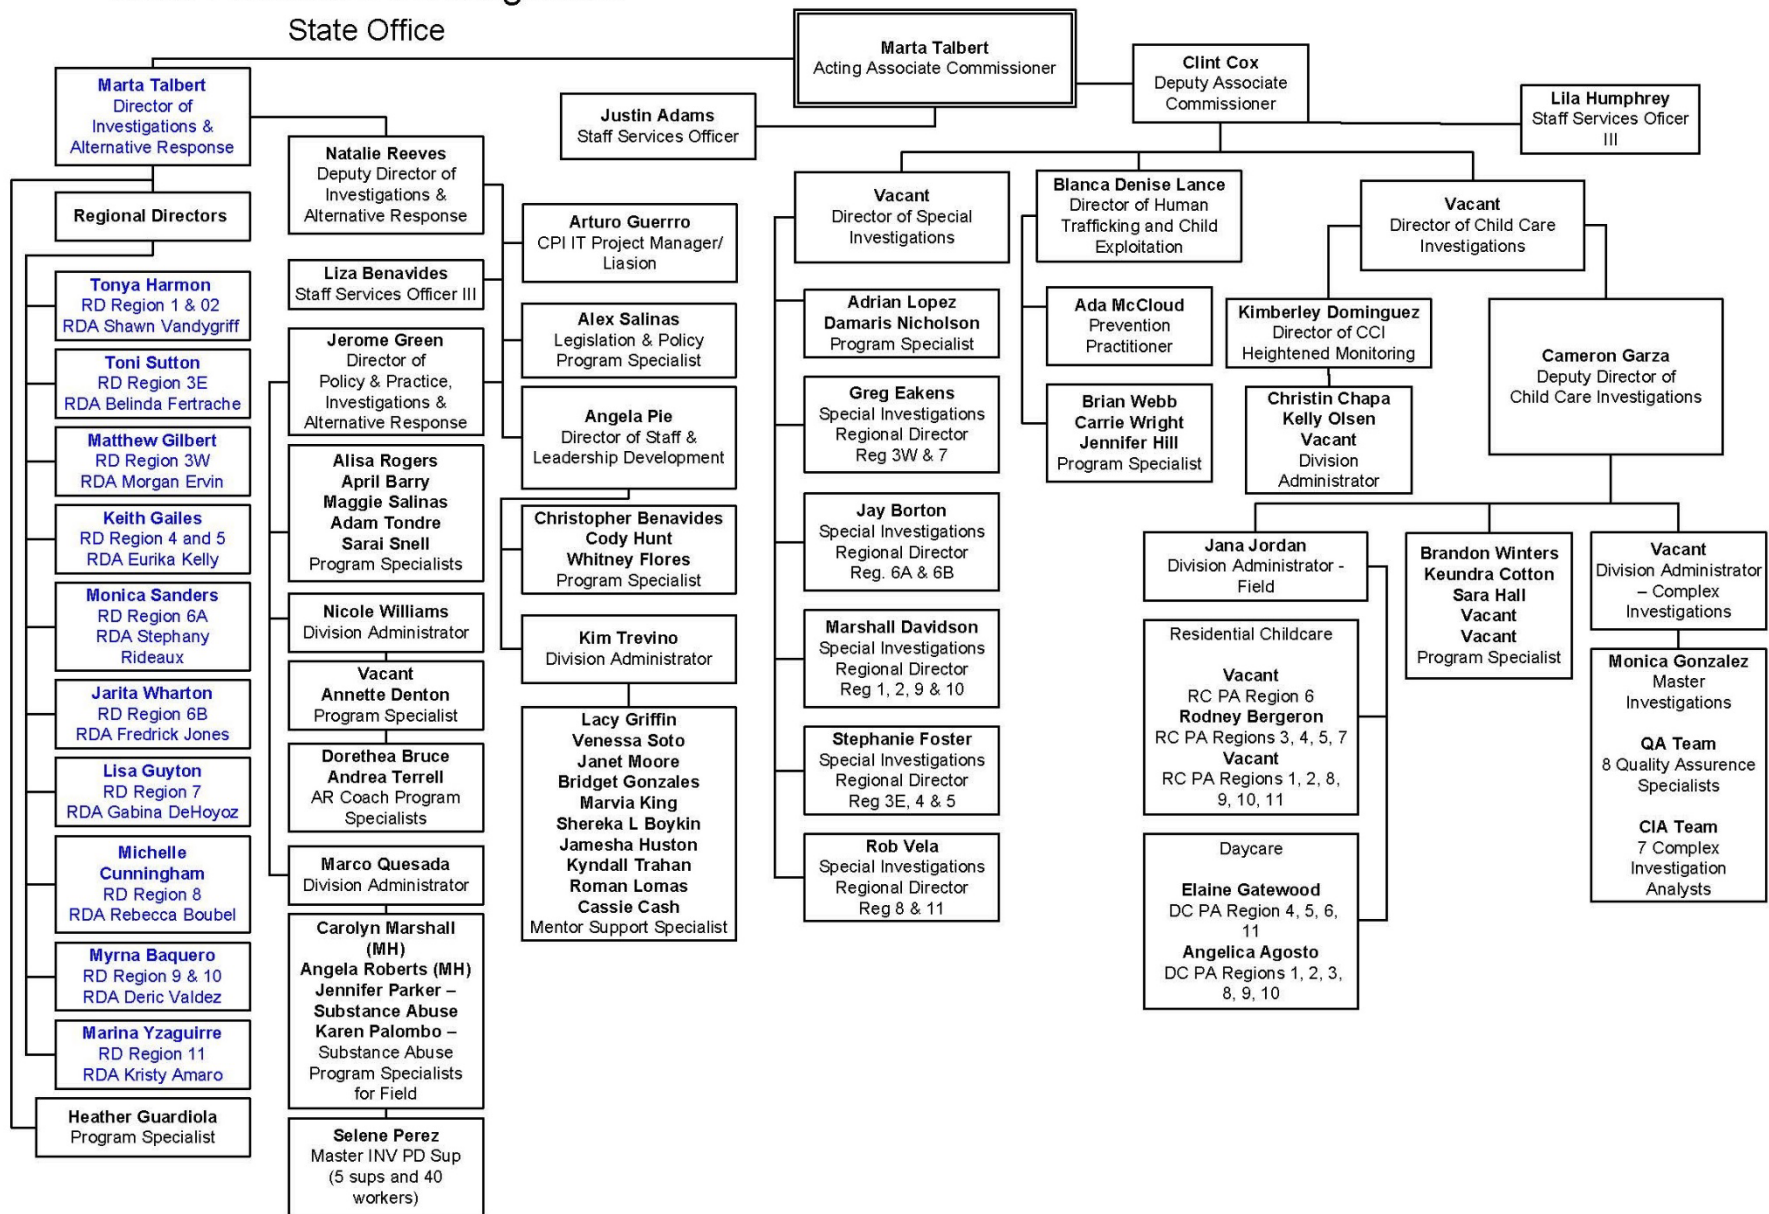 State Office
Marta Talbert
Acting Associate Commissioner
Clint Cox
Deputy Associate
Commissioner
Lila Humphrey
Staff Services Oficer
III
Justin Adams
Staff Services Officer
Marta Talbert
Director of
Investigations &
Alternative Response
Regional Directors
Tonya Harmon
RD Region 1 & 02
RDA Shawn Vandygriff
Toni Sutton
RD Region 3E
RDA Belinda Fertrache
Matthew Gilbert
RD Region 3W
RDA Morgan Ervin
Keith Gailes
RD Region 4 and 5
RDA Eurika Kelly
Monica Sanders
RD Region 6A
RDA Stephany
Rideaux
Jarita Wharton
RD Region 6B
RDA Fredrick Jones
Lisa Guyton
RD Region 7
RDA Gabina DeHoyoz
Michelle
Cunningham
RD Region 8
RDA Rebecca Boubel
Myrna Baquero
RD Region 9 & 10
RDA Deric Valdez
Marina Yzaguirre
RD Region 11
RDA Kristy Amaro
Heather Guardiola
Program Specialist
Natalie Reeves
Deputy Director of
Investigations &
Alternative Response
Liza Benavides
Staff Services Officer III
Jerome Green
Director of
Policy & Practice,
Investigations &
Alternative Response
Alisa Rogers
April Barry
Maggie Salinas
Adam Tondre
Sarai Snell
Program Specialists
Nicole Williams
Division Administrator
Vacant
Annette Denton
Program Specialist
Dorethea Bruce
Andrea Terrell
AR Coach Program
Specialists
Marco Quesada
Division Administrator
Carolyn Marshall
(MH)
Angela Roberts (MH)
Jennifer Parker –
Substance Abuse
Karen Palombo –
Substance Abuse
Program Specialists
for Field
Selene Perez
Master INV PD Sup
(5 sups and 40
workers)
Arturo Guerrro
CPI IT Project Manager/
Liasion
Alex Salinas
Legislation & Policy
Program Specialist
Angela Pie
Director of Staff &
Leadership Development
Christopher Benavides
Cody Hunt
Whitney Flores
Program Specialist
Kim Trevino
Division Administrator
Lacy Griffin
Venessa Soto
Janet Moore
Bridget Gonzales
Marvia King
Shereka L Boykin
Jamesha Huston
Kyndall Trahan
Roman Lomas
Cassie Cash
Mentor Support Specialist
Vacant
Director of Special
Investigations
Adrian Lopez
Damaris Nicholson
Program Specialist
Greg Eakens
Special Investigations
Regional Director
Reg 3W & 7
Jay Borton
Special Investigations
Regional Director
Reg. 6A & 6B
Marshall Davidson
Special Investigations
Regional Director
Reg 1, 2, 9 & 10
Stephanie Foster
Special Investigations
Regional Director
Reg 3E, 4 & 5
Rob Vela
Special Investigations
Regional Director
Reg 8 & 11
Blanca Denise Lance
Director of Human
Trafficking and Child
Exploitation
Ada McCloud
Prevention
Practitioner
Brian Webb
Carrie Wright
Jennifer Hill
Program Specialist
Vacant
Director of Child Care
Investigations
Kimberley Dominguez
Director of CCI
Heightened Monitoring
Christin Chapa
Kelly Olsen
Vacant
Division
Administrator
Cameron Garza
Deputy Director of
Child Care Investigations
Jana Jordan
Division Administrator -
Field
Residential Childcare
Vacant
RC PA Region 6
Rodney Bergeron
RC PA Regions 3, 4, 5, 7
Vacant
RC PA Regions 1, 2, 8,
9, 10, 11
Daycare
Elaine Gatewood
DC PA Region 4, 5, 6,
11
Angelica Agosto
DC PA Regions 1, 2, 3,
8, 9, 10
Brandon Winters
Keundra Cotton
Sara Hall
Vacant
Vacant
Program Specialist
Vacant
Division Administrator
– Complex
Investigations
Monica Gonzalez
Master
Investigations
QA Team
8 Quality Assurence
Specialists
CIA Team
7 Complex
Investigation
Analysts